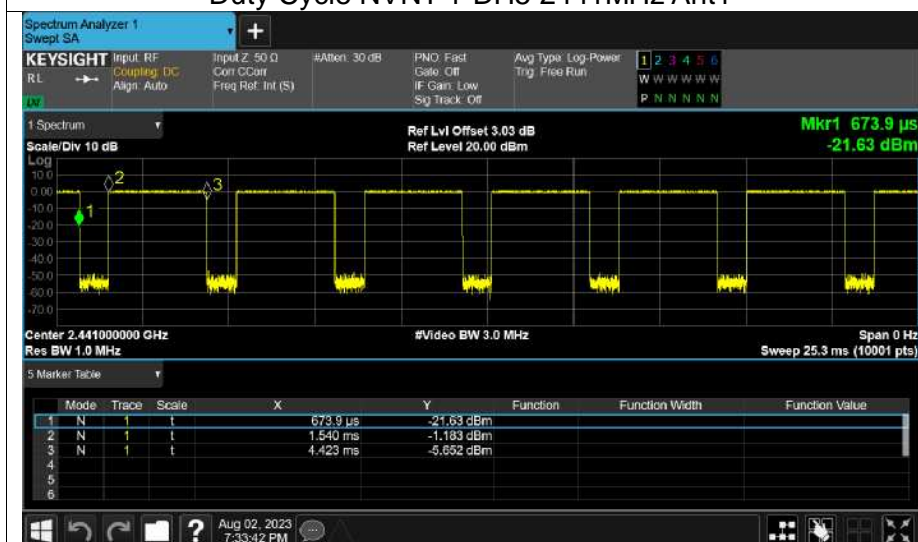 Duty Cycle NVNT 1-DH5 2441MHz Ant1
Spectrum Analyzer 1
Swept SA
+
KEYSIGHT
RL
Input: RF
Coupling: DC
Align: Auto
Input Z: 50 Ω
Corr CCorr
Freq Ref: Int (S)
#Atten: 30 dB
PNO: Fast
Gate: Off
IF Gain: Low
Sig Track: Off
Avg Type: Log-Power
Trig: Free Run
1 2 3 4 5 6
W W W W W W
P N N N N N
1 Spectrum
Scale/Div 10 dB
Ref Lvl Offset 3.03 dB
Ref Level 20.00 dBm
Mkr1 673.9 µs
-21.63 dBm
Log
10.0
0.00
-10.0
-20.0
-30.0
-40.0
-50.0
-60.0
-70.0
1
2
3
Center 2.441000000 GHz
Res BW 1.0 MHz
#Video BW 3.0 MHz
Span 0 Hz
Sweep 25.3 ms (10001 pts)
5 Marker Table
Mode Trace Scale X Y Function Function Width Function Value
1 N 1 t 673.9 µs -21.63 dBm
2 N 1 t 1.540 ms -1.183 dBm
3 N 1 t 4.423 ms -5.652 dBm
4
5
6
?
Aug 02, 2023
7:33:42 PM